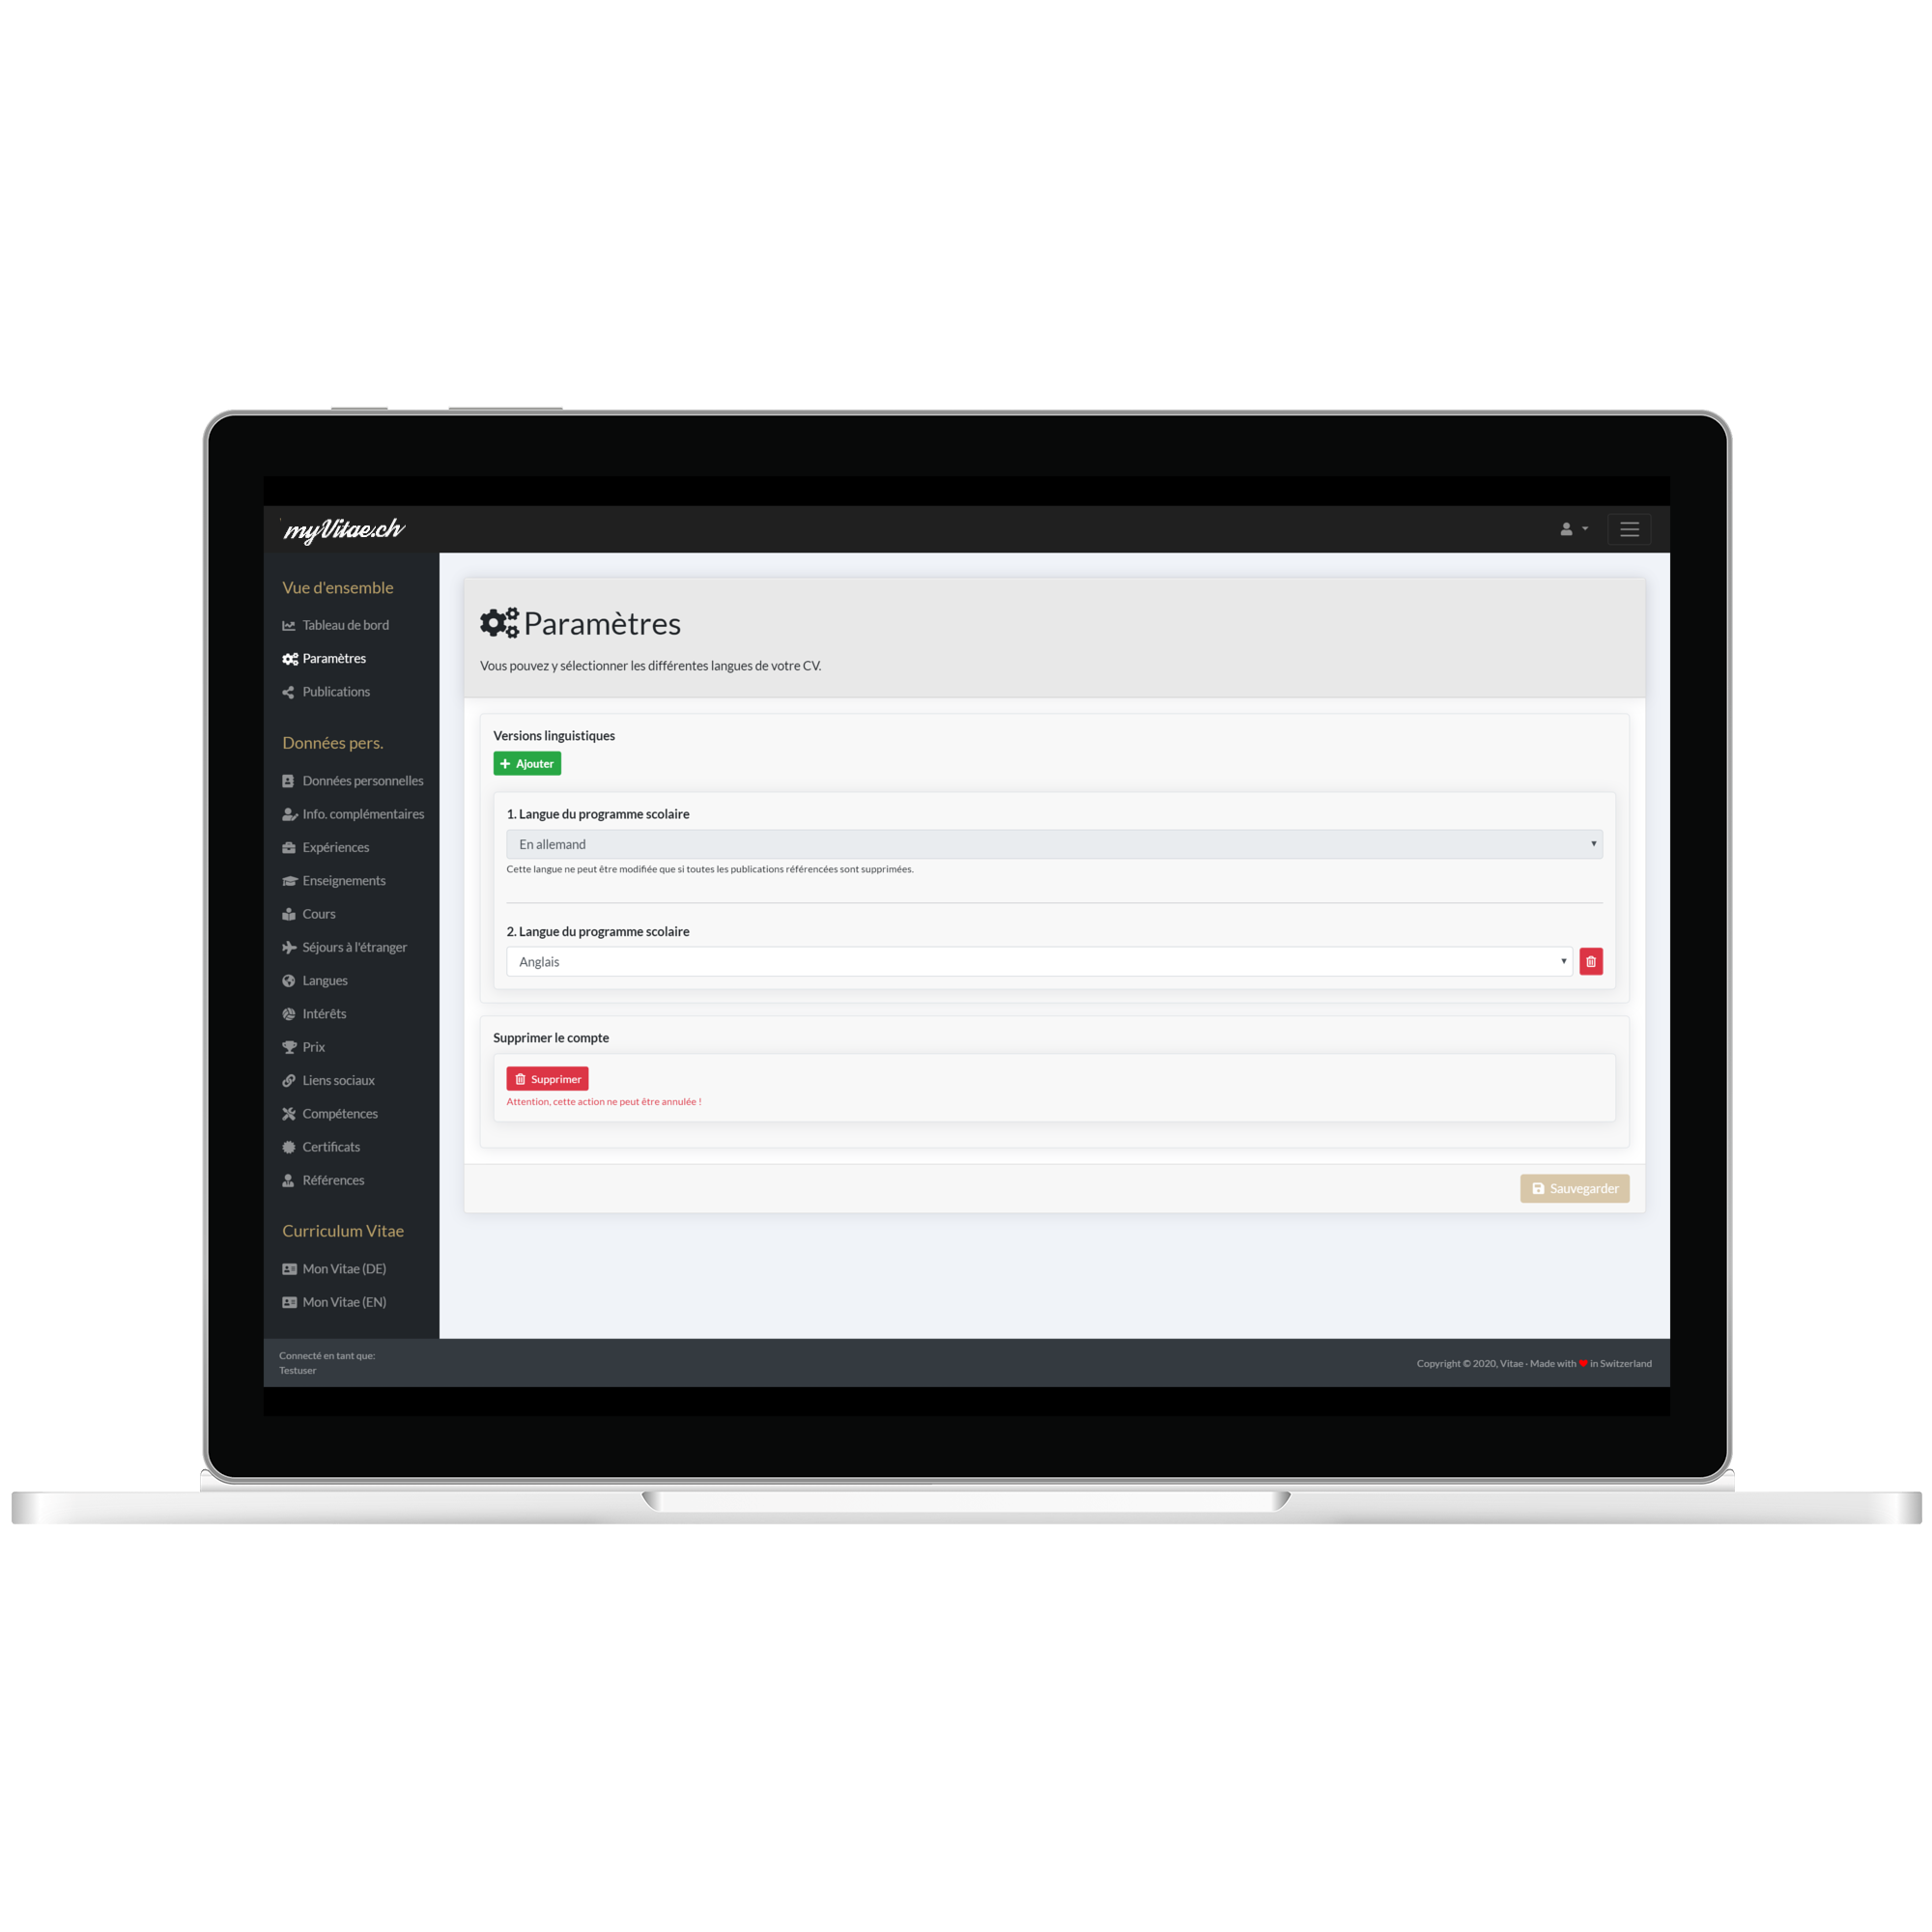 myVitae.ch
Vue d'ensemble
Tableau de bord
Paramètres
Publications
Données pers.
Données personnelles
Info. complémentaires
Expériences
Enseignements
Cours
Séjours à l'étranger
Langues
Intérêts
Prix
Liens sociaux
Compétences
Certificats
Références
Curriculum Vitae
Mon Vitae (DE)
Mon Vitae (EN)
Paramètres
Vous pouvez y sélectionner les différentes langues de votre CV.
Versions linguistiques
Ajouter
1. Langue du programme scolaire
En allemand
Cette langue ne peut être modifiée que si toutes les publications référencées sont supprimées.
2. Langue du programme scolaire
Anglais
Supprimer le compte
Supprimer
Attention, cette action ne peut être annulée !
Sauvegarder
Connecté en tant que:
Testuser
Copyright © 2020, Vitae · Made with ❤ in Switzerland